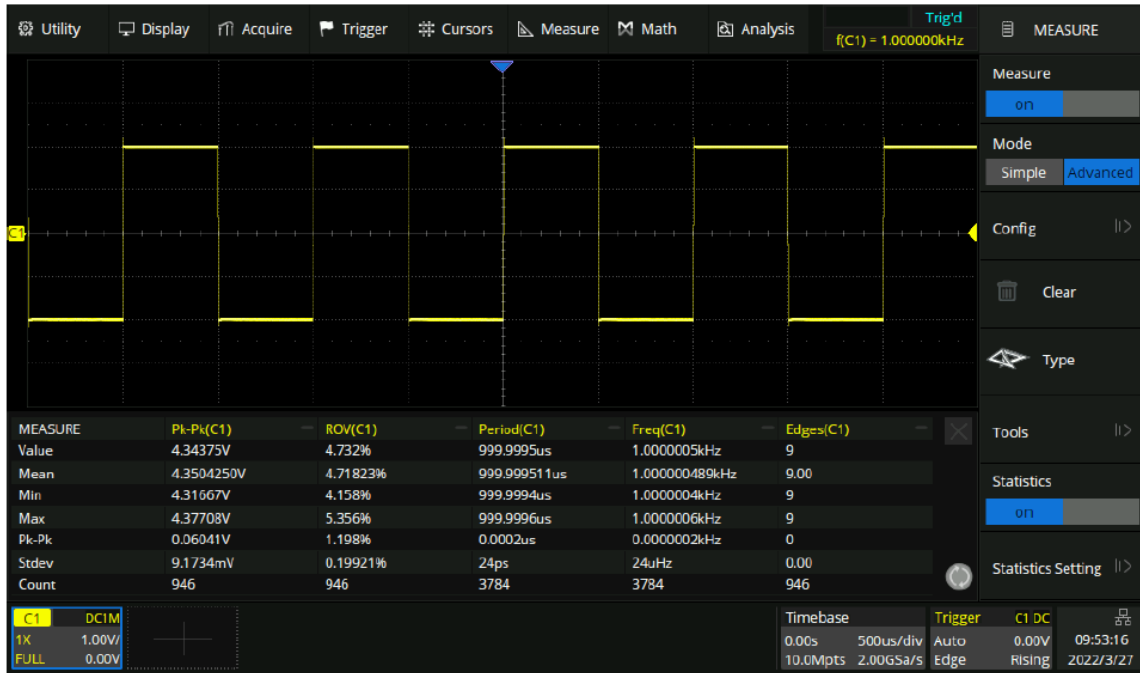 Utility Display Acquire Trigger Cursors Measure Math Analysis
Trig'd
f(C1) = 1.000000kHz
MEASURE
Measure
on
Mode
Simple Advanced
C1
Config
Clear
Type
MEASURE Pk-Pk(C1) ROV(C1) Period(C1) Freq(C1) Edges(C1)
Value 4.34375V 4.732% 999.9995us 1.0000005kHz 9
Mean 4.3504250V 4.71823% 999.999511us 1.000000489kHz 9.00
Min 4.31667V 4.158% 999.9994us 1.0000004kHz 9
Max 4.37708V 5.356% 999.9996us 1.0000006kHz 9
Pk-Pk 0.06041V 1.198% 0.0002us 0.0000002kHz 0
Stdev 9.1734mV 0.19921% 24ps 24uHz 0.00
Count 946 946 3784 3784 946
Tools
Statistics
on
Statistics Setting
C1 DC1M
1X 1.00V/
FULL 0.00V
Timebase
0.00s 500us/div
10.0Mpts 2.00GSa/s
Trigger C1 DC
Auto 0.00V
Edge Rising
09:53:16
2022/3/27